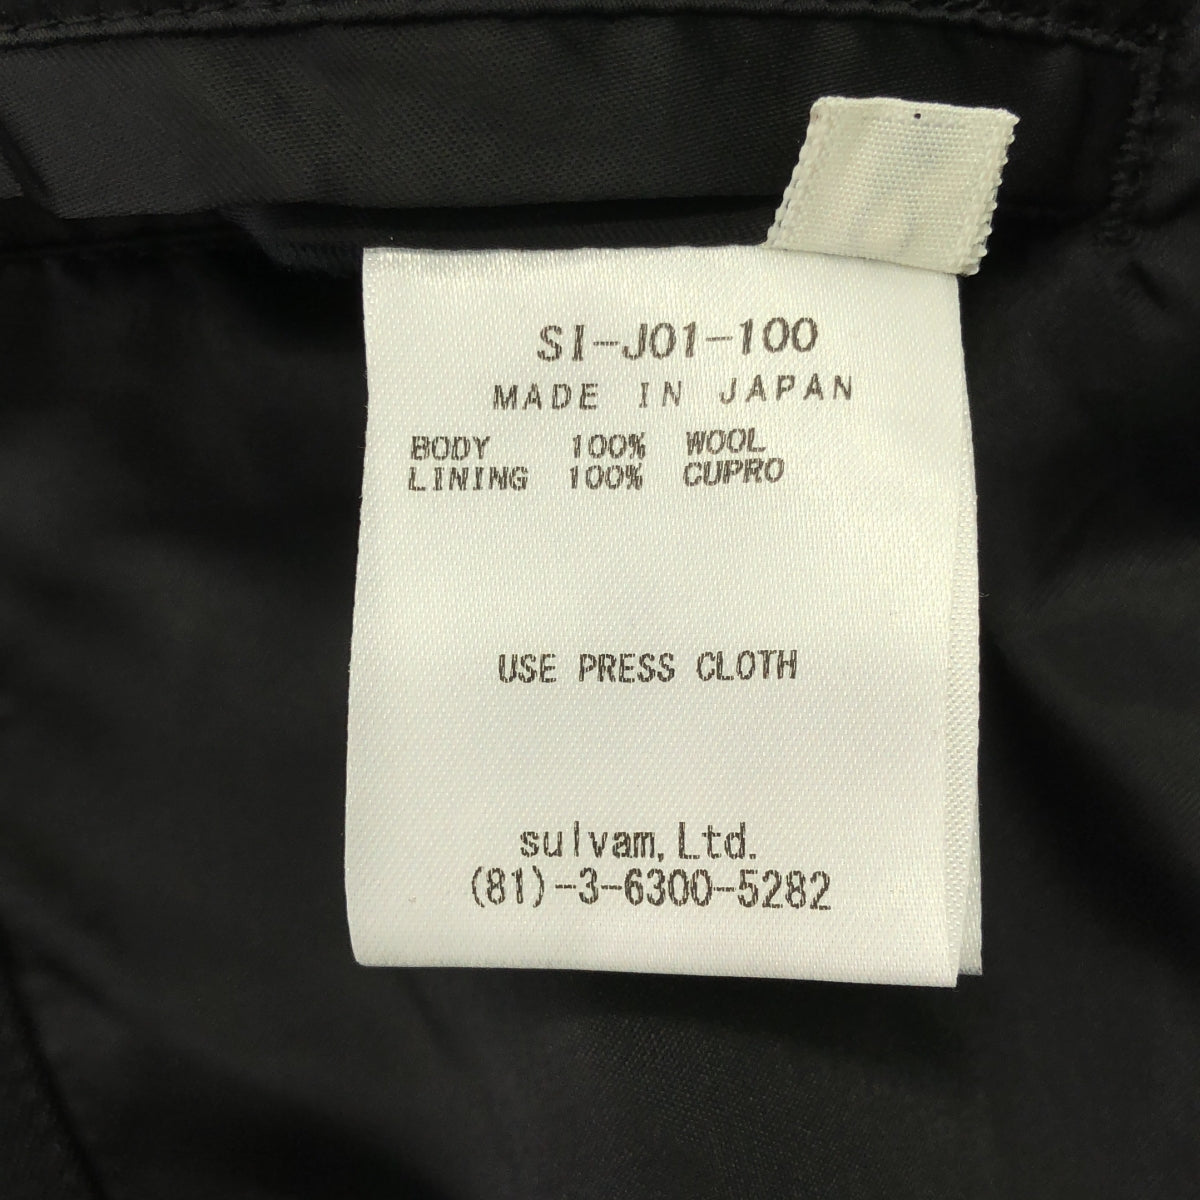 SI-J01-100
MADE IN JAPAN
BODY 100% WOOL
LINING 100% CUPRO
USE PRESS CLOTH
sulvam,Ltd.
(81)-3-6300-5282